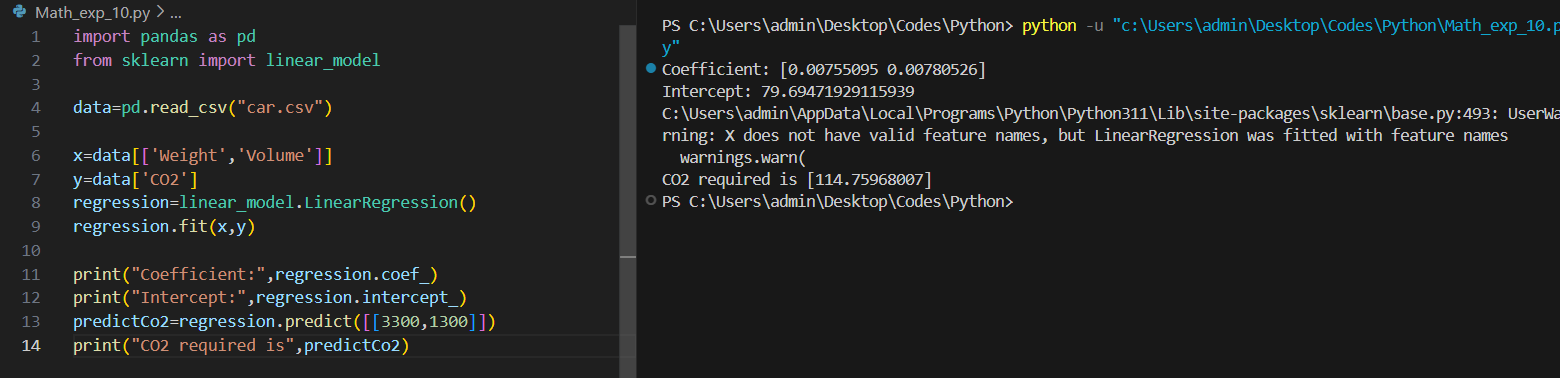 Math_exp_10.py > ...
1 import pandas as pd
2 from sklearn import linear_model
3
4 data=pd.read_csv("car.csv")
5
6 x=data[['Weight','Volume']]
7 y=data['CO2']
8 regression=linear_model.LinearRegression()
9 regression.fit(x,y)
10
11 print("Coefficient:",regression.coef_)
12 print("Intercept:",regression.intercept_)
13 predictCo2=regression.predict([[3300,1300]])
14 print("CO2 required is",predictCo2)
PS C:\Users\admin\Desktop\Codes\Python> python -u "c:\Users\admin\Desktop\Codes\Python\Math_exp_10.p
y"
Coefficient: [0.00755095 0.00780526]
Intercept: 79.69471929115939
C:\Users\admin\AppData\Local\Programs\Python\Python311\Lib\site-packages\sklearn\base.py:493: UserWa
rning: X does not have valid feature names, but LinearRegression was fitted with feature names
  warnings.warn(
CO2 required is [114.75968007]
PS C:\Users\admin\Desktop\Codes\Python>